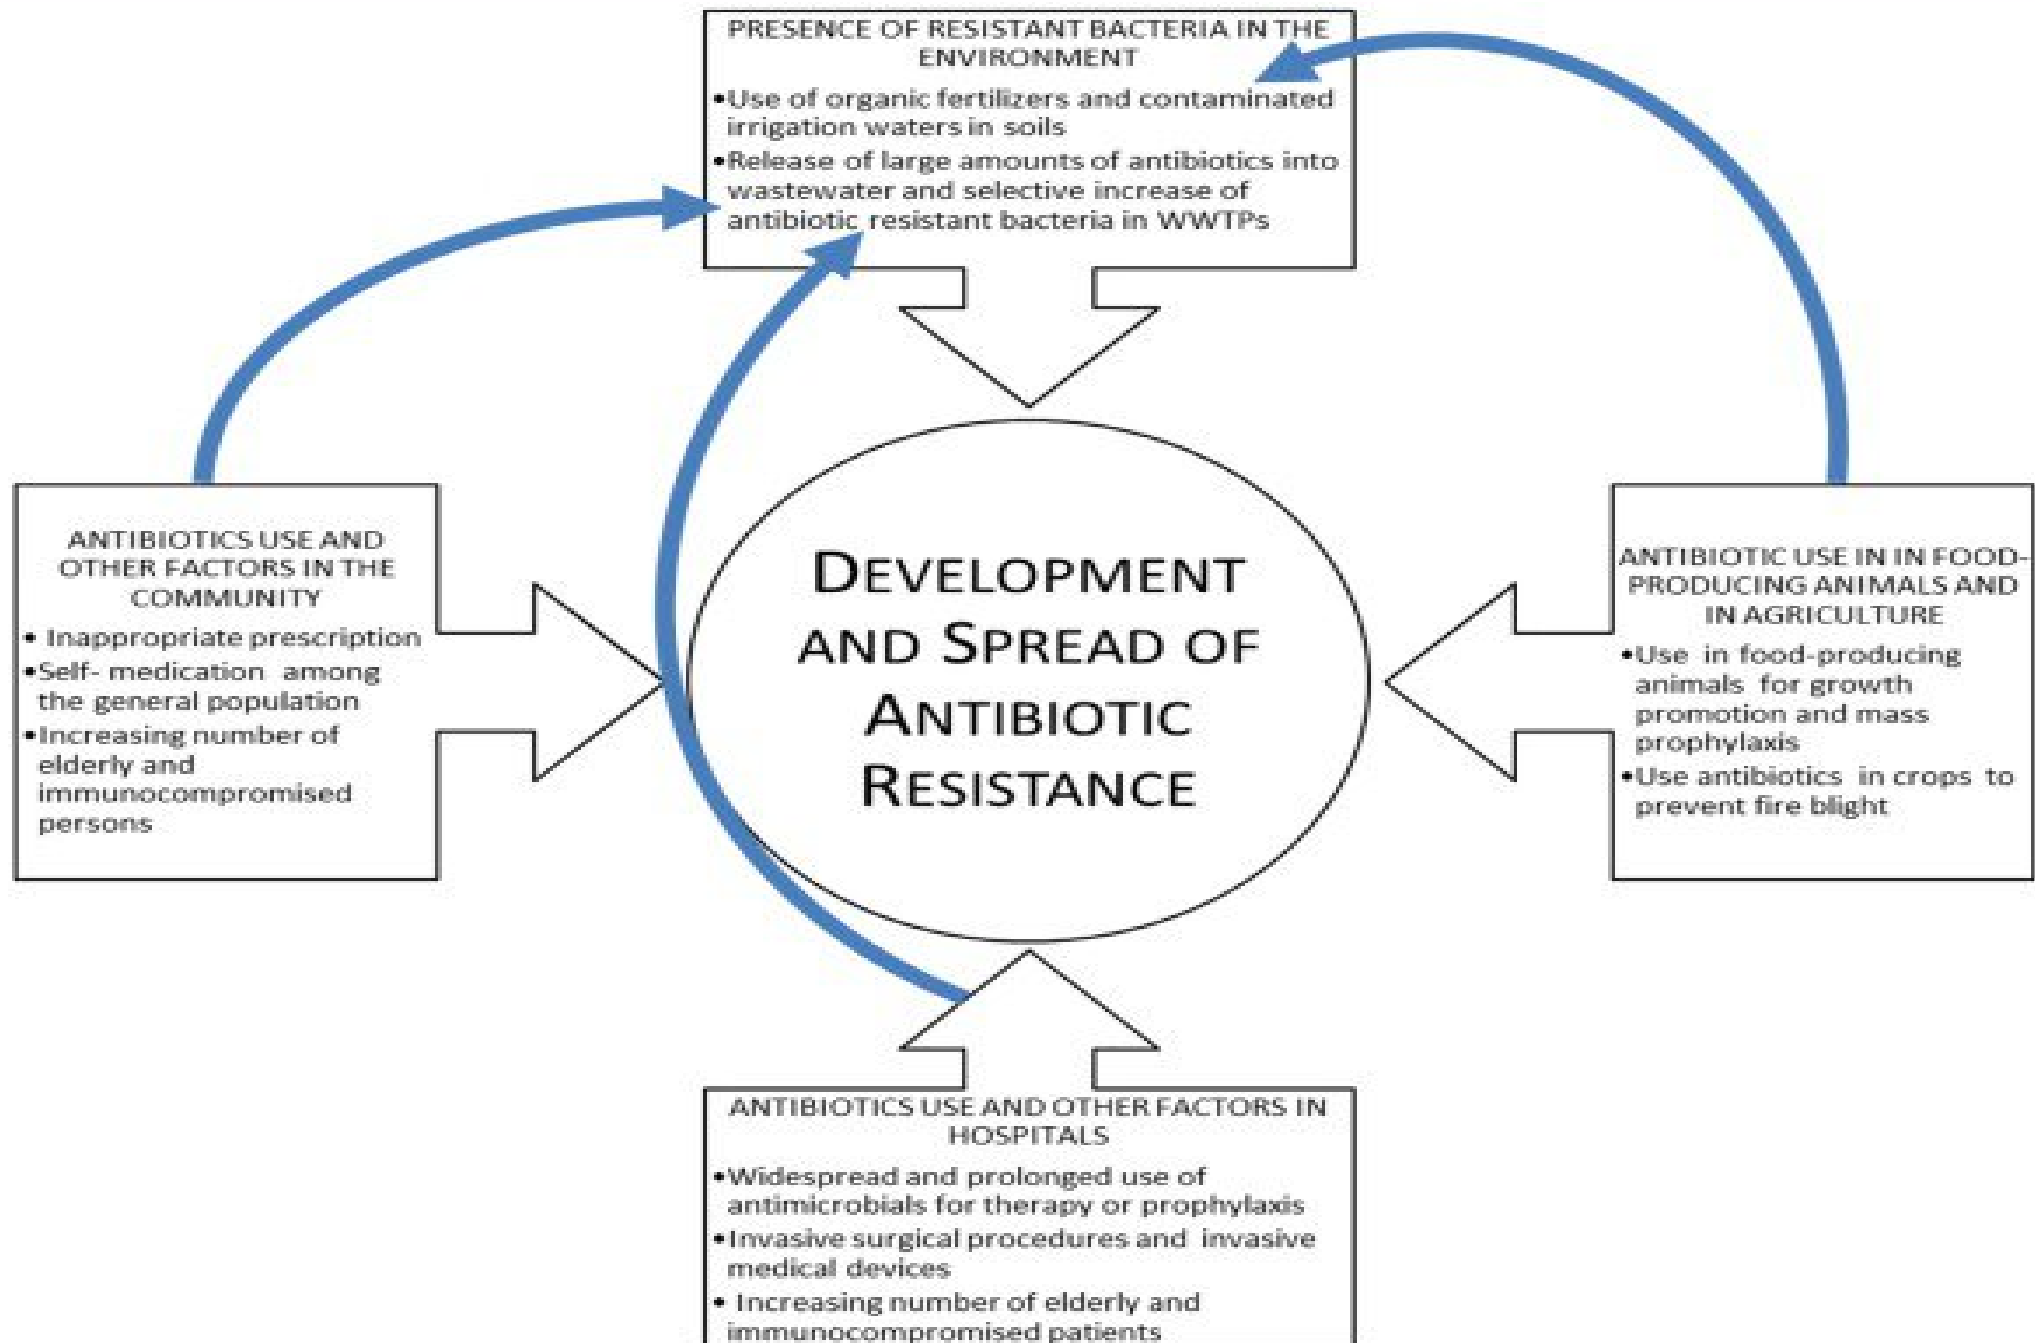 PRESENCE OF RESISTANT BACTERIA IN THE
ENVIRONMENT
•Use of organic fertilizers and contaminated
irrigation waters in soils
•Release of large amounts of antibiotics into
wastewater and selective increase of
antibiotic resistant bacteria in WWTPs
ANTIBIOTICS USE AND
OTHER FACTORS IN THE
COMMUNITY
• Inappropriate prescription
•Self- medication among
the general population
•Increasing number of
elderly and
immunocompromised
persons
DEVELOPMENT
AND SPREAD OF
ANTIBIOTIC
RESISTANCE
ANTIBIOTIC USE IN IN FOOD-
PRODUCING ANIMALS AND
IN AGRICULTURE
•Use in food-producing
animals for growth
promotion and mass
prophylaxis
•Use antibiotics in crops to
prevent fire blight
ANTIBIOTICS USE AND OTHER FACTORS IN
HOSPITALS
•Widespread and prolonged use of
antimicrobials for therapy or prophylaxis
•Invasive surgical procedures and invasive
medical devices
• Increasing number of elderly and
immunocompromised patients